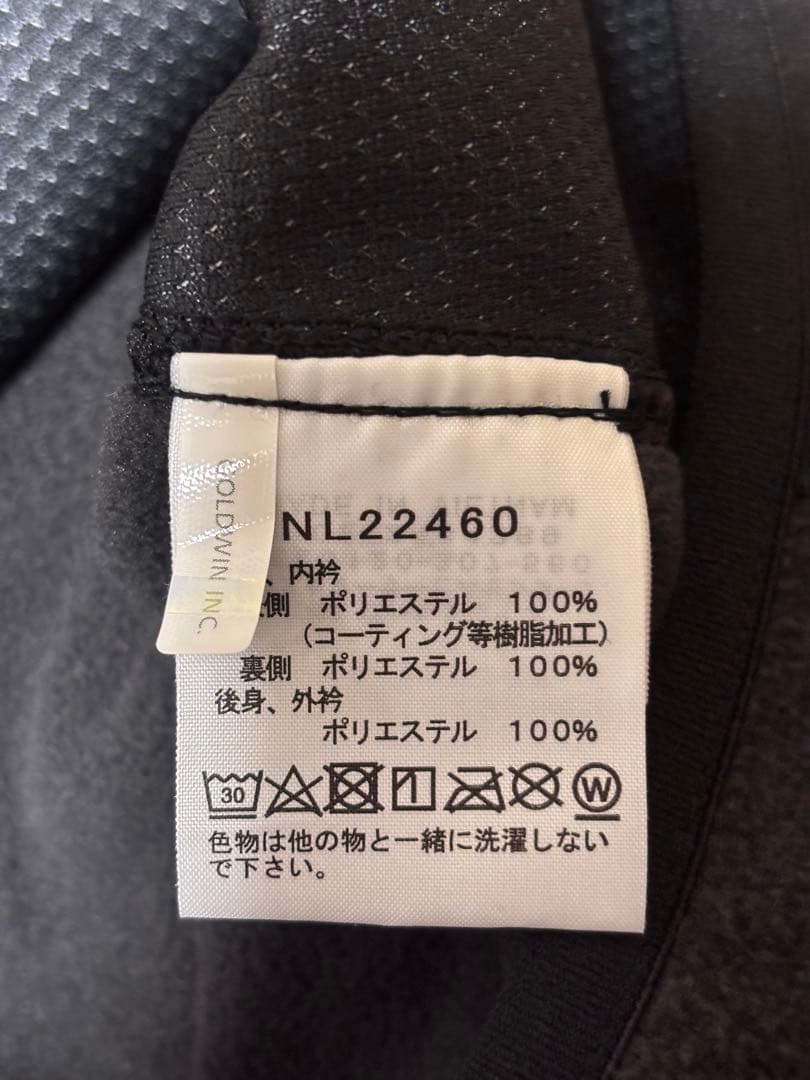 GOLDWIN INC.
NL22460
、内衿
側 ポリエステル 100%
(コーティング等樹脂加工)
裏側 ポリエステル 100%
後身、外衿
ポリエステル 100%
30
W
色物は他の物と一緒に洗濯しない
で下さい。